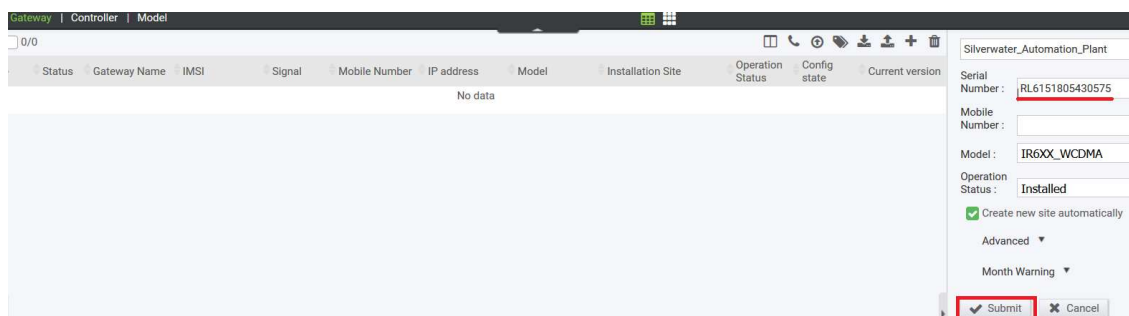 Gateway | Controller | Model
0/0
Status Gateway Name IMSI Signal Mobile Number IP address Model Installation Site Operation Status Config state Current version
No data
Silverwater_Automation_Plant
Serial Number : RL6151805430575
Mobile Number :
Model : IR6XX_WCDMA
Operation Status : Installed
Create new site automatically
Advanced ▼
Month Warning ▼
Submit Cancel